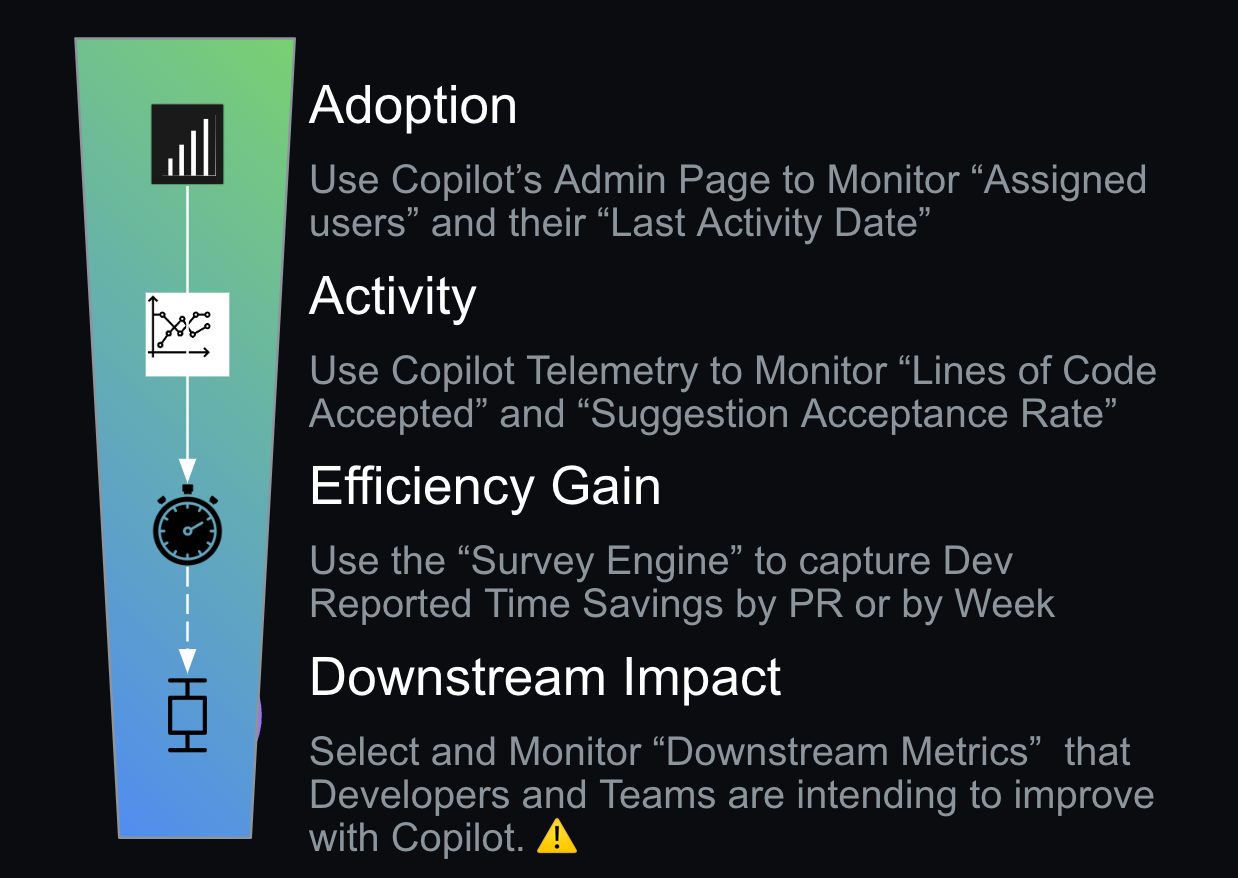 Adoption
Use Copilot’s Admin Page to Monitor “Assigned
users” and their “Last Activity Date”
Activity
Use Copilot Telemetry to Monitor “Lines of Code
Accepted” and “Suggestion Acceptance Rate”
Efficiency Gain
Use the “Survey Engine” to capture Dev
Reported Time Savings by PR or by Week
Downstream Impact
Select and Monitor “Downstream Metrics”  that
Developers and Teams are intending to improve
with Copilot. ⚠️